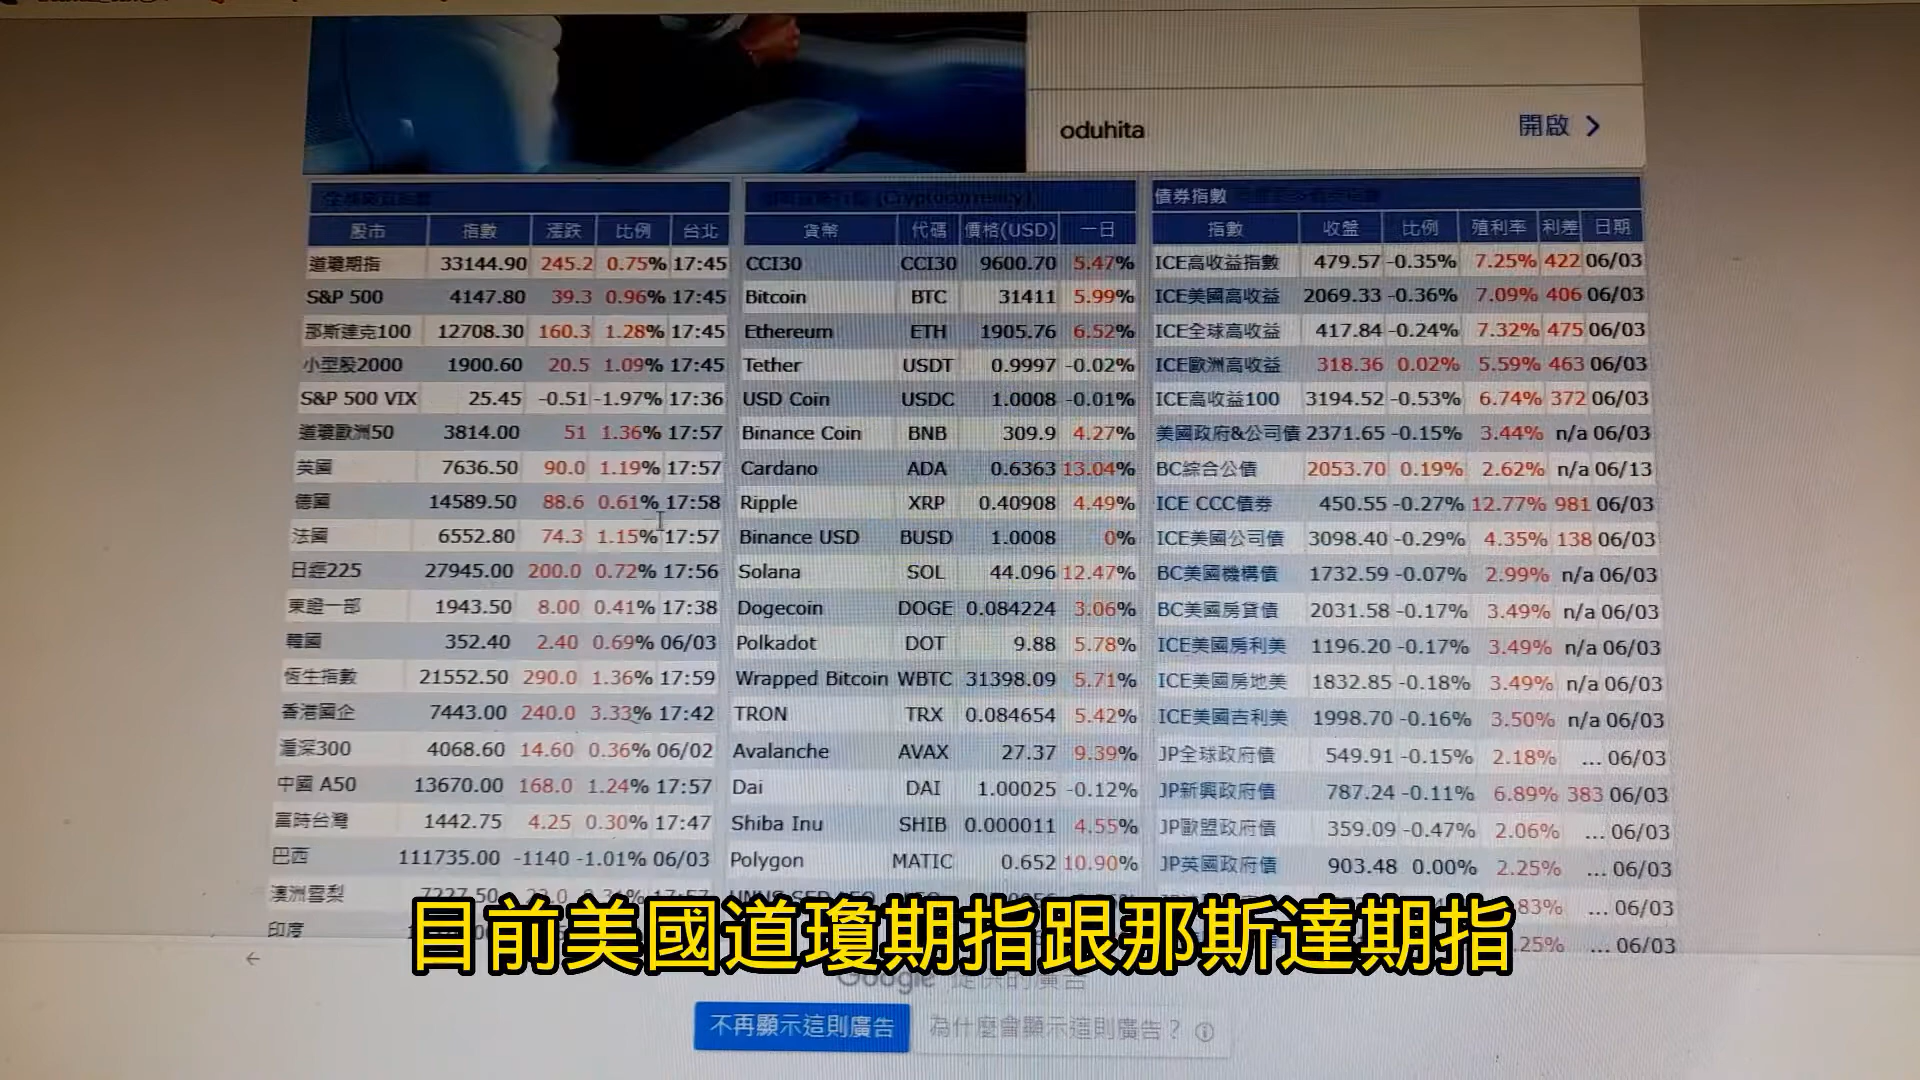 oduhita
開啟
債券指數
股市 指數 漲跌 比例 台北
道瓊期指 33144.90 245.2 0.75% 17:45
S&P 500 4147.80 39.3 0.96% 17:45
那斯達克100 12708.30 160.3 1.28% 17:45
小型股2000 1900.60 20.5 1.09% 17:45
S&P 500 VIX 25.45 -0.51 -1.97% 17:36
道瓊歐洲50 3814.00 51 1.36% 17:57
英國 7636.50 90.0 1.19% 17:57
德國 14589.50 88.6 0.61% 17:58
法國 6552.80 74.3 1.15% 17:57
日經225 27945.00 200.0 0.72% 17:56
東證一部 1943.50 8.00 0.41% 17:38
韓國 352.40 2.40 0.69% 06/03
恆生指數 21552.50 290.0 1.36% 17:59
香港國企 7443.00 240.0 3.33% 17:42
滬深300 4068.60 14.60 0.36% 06/02
中國 A50 13670.00 168.0 1.24% 17:57
富時台灣 1442.75 4.25 0.30% 17:47
巴西 111735.00 -1140 -1.01% 06/03
澳洲雪梨
印度
(Cryptocurrency)
貨幣 代碼 價格(USD) 一日
CCI30 CCI30 9600.70 5.47%
Bitcoin BTC 31411 5.99%
Ethereum ETH 1905.76 6.52%
Tether USDT 0.9997 -0.02%
USD Coin USDC 1.0008 -0.01%
Binance Coin BNB 309.9 4.27%
Cardano ADA 0.6363 13.04%
Ripple XRP 0.40908 4.49%
Binance USD BUSD 1.0008 0%
Solana SOL 44.096 12.47%
Dogecoin DOGE 0.084224 3.06%
Polkadot DOT 9.88 5.78%
Wrapped Bitcoin WBTC 31398.09 5.71%
TRON TRX 0.084654 5.42%
Avalanche AVAX 27.37 9.39%
Dai DAI 1.00025 -0.12%
Shiba Inu SHIB 0.000011 4.55%
Polygon MATIC 0.652 10.90%
指數 收盤 比例 殖利率 利差 日期
ICE高收益指數 479.57 -0.35% 7.25% 422 06/03
ICE美國高收益 2069.33 -0.36% 7.09% 406 06/03
ICE全球高收益 417.84 -0.24% 7.32% 475 06/03
ICE歐洲高收益 318.36 0.02% 5.59% 463 06/03
ICE高收益100 3194.52 -0.53% 6.74% 372 06/03
美國政府&公司債 2371.65 -0.15% 3.44% n/a 06/03
BC綜合公債 2053.70 0.19% 2.62% n/a 06/13
ICE CCC債券 450.55 -0.27% 12.77% 981 06/03
ICE美國公司債 3098.40 -0.29% 4.35% 138 06/03
BC美國機構債 1732.59 -0.07% 2.99% n/a 06/03
BC美國房貸債 2031.58 -0.17% 3.49% n/a 06/03
ICE美國房利美 1196.20 -0.17% 3.49% n/a 06/03
ICE美國房地美 1832.85 -0.18% 3.49% n/a 06/03
ICE美國吉利美 1998.70 -0.16% 3.50% n/a 06/03
JP全球政府債 549.91 -0.15% 2.18% ... 06/03
JP新興政府債 787.24 -0.11% 6.89% 383 06/03
JP歐盟政府債 359.09 -0.47% 2.06% ... 06/03
JP英國政府債 903.48 0.00% 2.25% ... 06/03
... 06/03
... 06/03
目前美國道瓊期指跟那斯達期指
Google 提供的廣告
不再顯示這則廣告
為什麼會顯示這則廣告？